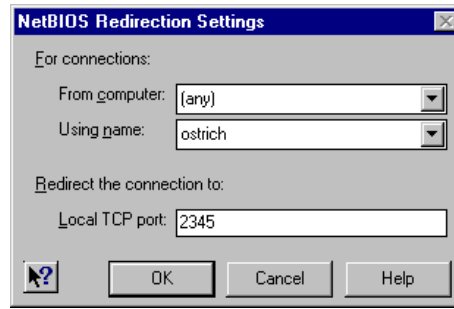 NetBIOS Redirection Settings
For connections:
From computer: (any)
Using name: ostrich
Redirect the connection to:
Local TCP port: 2345
OK Cancel Help